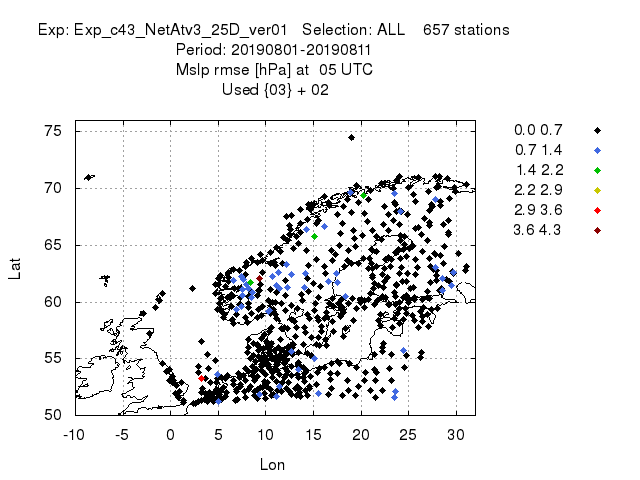 Exp: Exp_c43_NetAtv3_25D_ver01 Selection: ALL 657 stations
Period: 20190801-20190811
Mslp rmse [hPa] at 05 UTC
Used {03} + 02
75
70
65
60
55
50
-10 -5 0 5 10 15 20 25 30
Lat
Lon
0.0 0.7
0.7 1.4
1.4 2.2
2.2 2.9
2.9 3.6
3.6 4.3